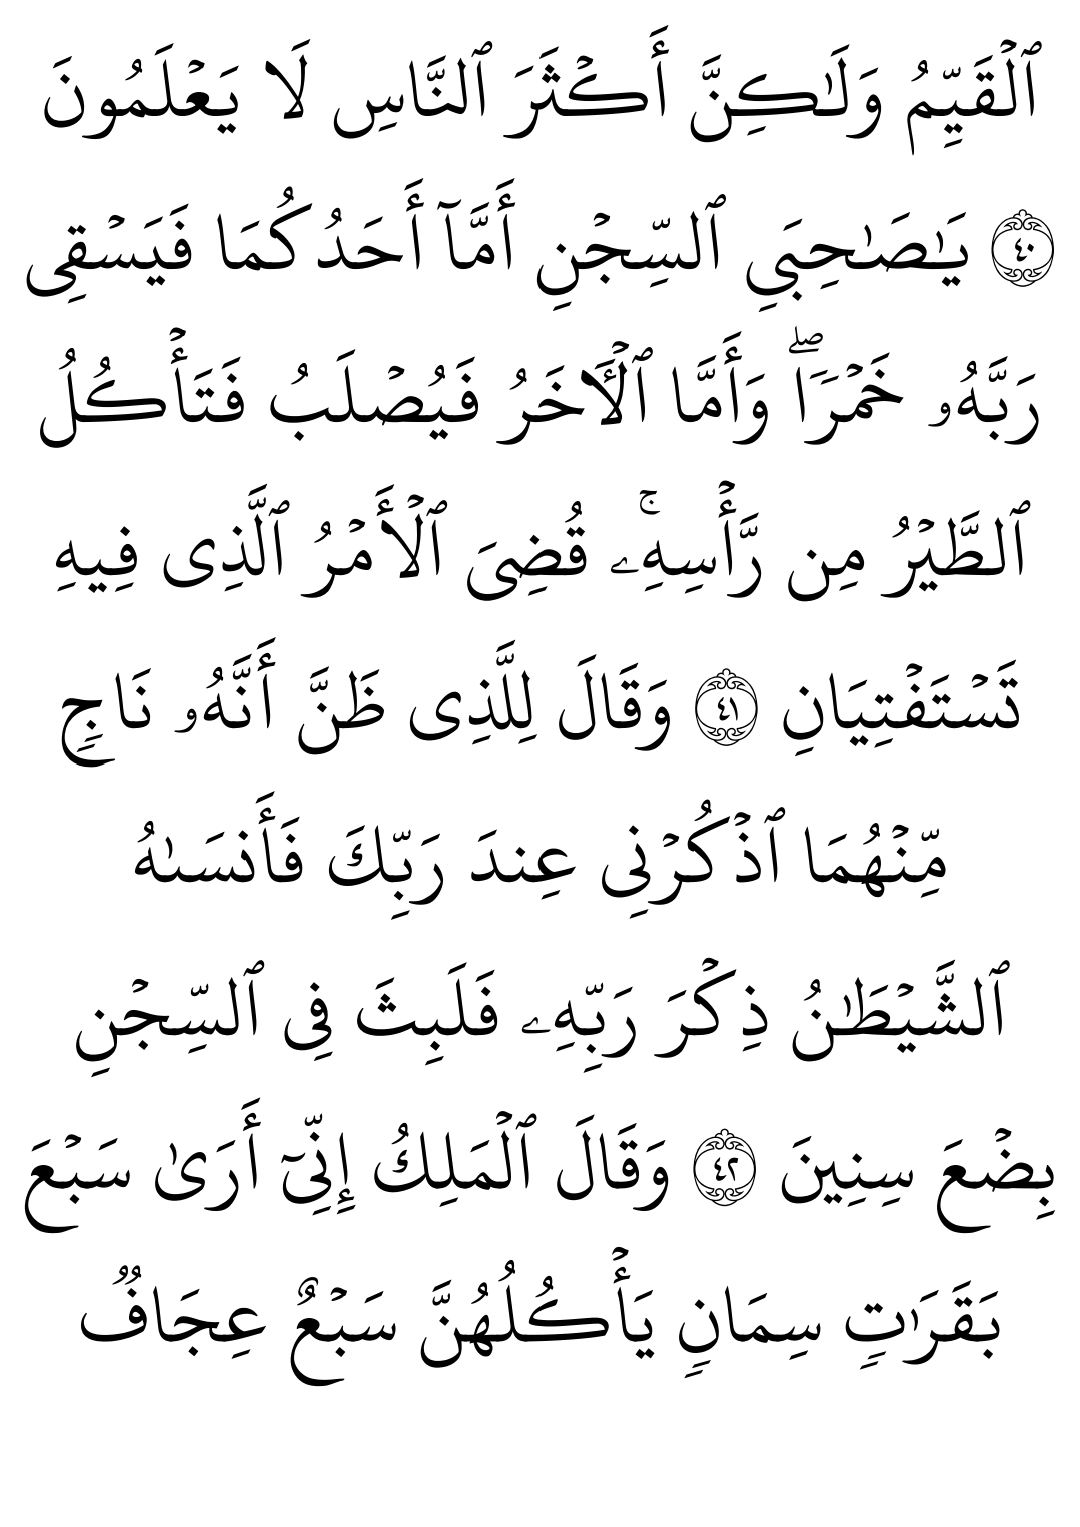 ٱلۡقَيِّمُ وَلَـٰكِنَّ أَكۡثَرَ ٱلنَّاسِ لَا يَعۡلَمُونَ
٤٠ يَـٰصَـٰحِبَىِ ٱلسِّجۡنِ أَمَّآ أَحَدُكُمَا فَيَسۡقِى
رَبَّهُۥ خَمۡرࣰاۖ وَأَمَّا ٱلۡـَٔاخَرُ فَيُصۡلَبُ فَتَأۡكُلُ
ٱلطَّيۡرُ مِن رَّأۡسِهِۦۚ قُضِىَ ٱلۡأَمۡرُ ٱلَّذِى فِيهِ
تَسۡتَفۡتِيَانِ ٤١ وَقَالَ لِلَّذِى ظَنَّ أَنَّهُۥ نَاجࣲ
مِّنۡهُمَا ٱذۡكُرۡنِى عِندَ رَبِّكَ فَأَنسَىٰهُ
ٱلشَّيۡطَـٰنُ ذِكۡرَ رَبِّهِۦ فَلَبِثَ فِى ٱلسِّجۡنِ
بِضۡعَ سِنِينَ ٤٢ وَقَالَ ٱلۡمَلِكُ إِنِّىٓ أَرَىٰ سَبۡعَ
بَقَرَٰتࣲ سِمَانࣲ يَأۡكُلُهُنَّ سَبۡعٌ عِجَافࣱ